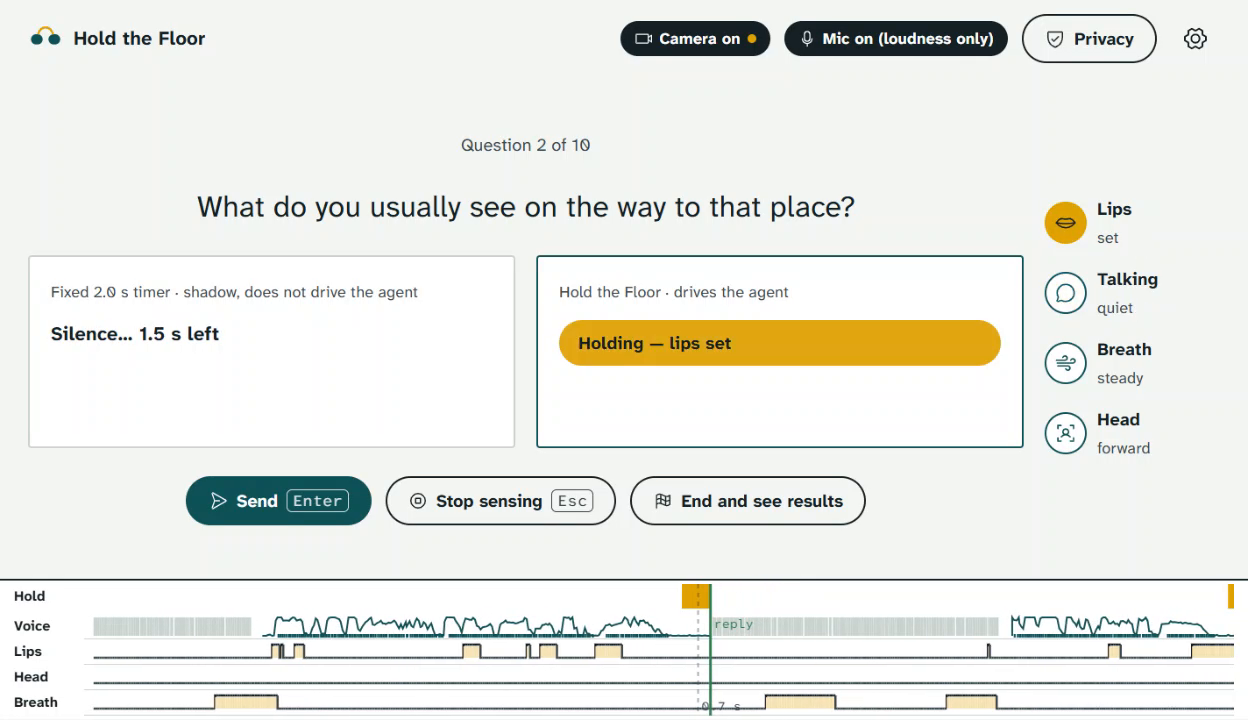 Hold the Floor
Camera on
Mic on (loudness only)
Privacy
Question 2 of 10
What do you usually see on the way to that place?
Fixed 2.0 s timer · shadow, does not drive the agent
Silence... 1.5 s left
Hold the Floor · drives the agent
Holding — lips set
Lips
set
Talking
quiet
Breath
steady
Head
forward
Send Enter
Stop sensing Esc
End and see results
Hold
Voice
reply
Lips
Head
Breath
0.7 s